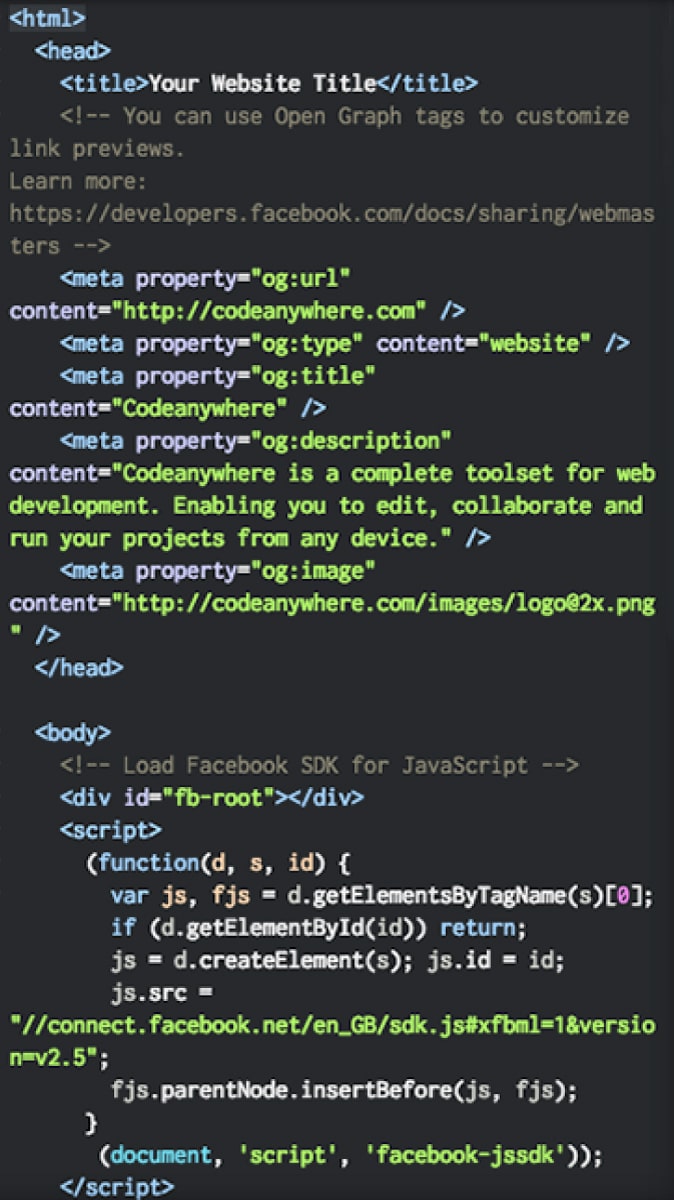 <html>
<head>
<title>Your Website Title</title>
<!-- You can use Open Graph tags to customize
link previews.
Learn more:
https://developers.facebook.com/docs/sharing/webmas
ters -->
<meta property="og:url"
content="http://codeanywhere.com" />
<meta property="og:type" content="website" />
<meta property="og:title"
content="Codeanywhere" />
<meta property="og:description"
content="Codeanywhere is a complete toolset for web
development. Enabling you to edit, collaborate and
run your projects from any device." />
<meta property="og:image"
content="http://codeanywhere.com/images/logo@2x.png
" />
</head>
<body>
<!-- Load Facebook SDK for JavaScript -->
<div id="fb-root"></div>
<script>
(function(d, s, id) {
var js, fjs = d.getElementsByTagName(s)[0];
if (d.getElementById(id)) return;
js = d.createElement(s); js.id = id;
js.src =
"//connect.facebook.net/en_GB/sdk.js#xfbml=1&versio
n=v2.5";
fjs.parentNode.insertBefore(js, fjs);
}
(document, 'script', 'facebook-jssdk'));
</script>